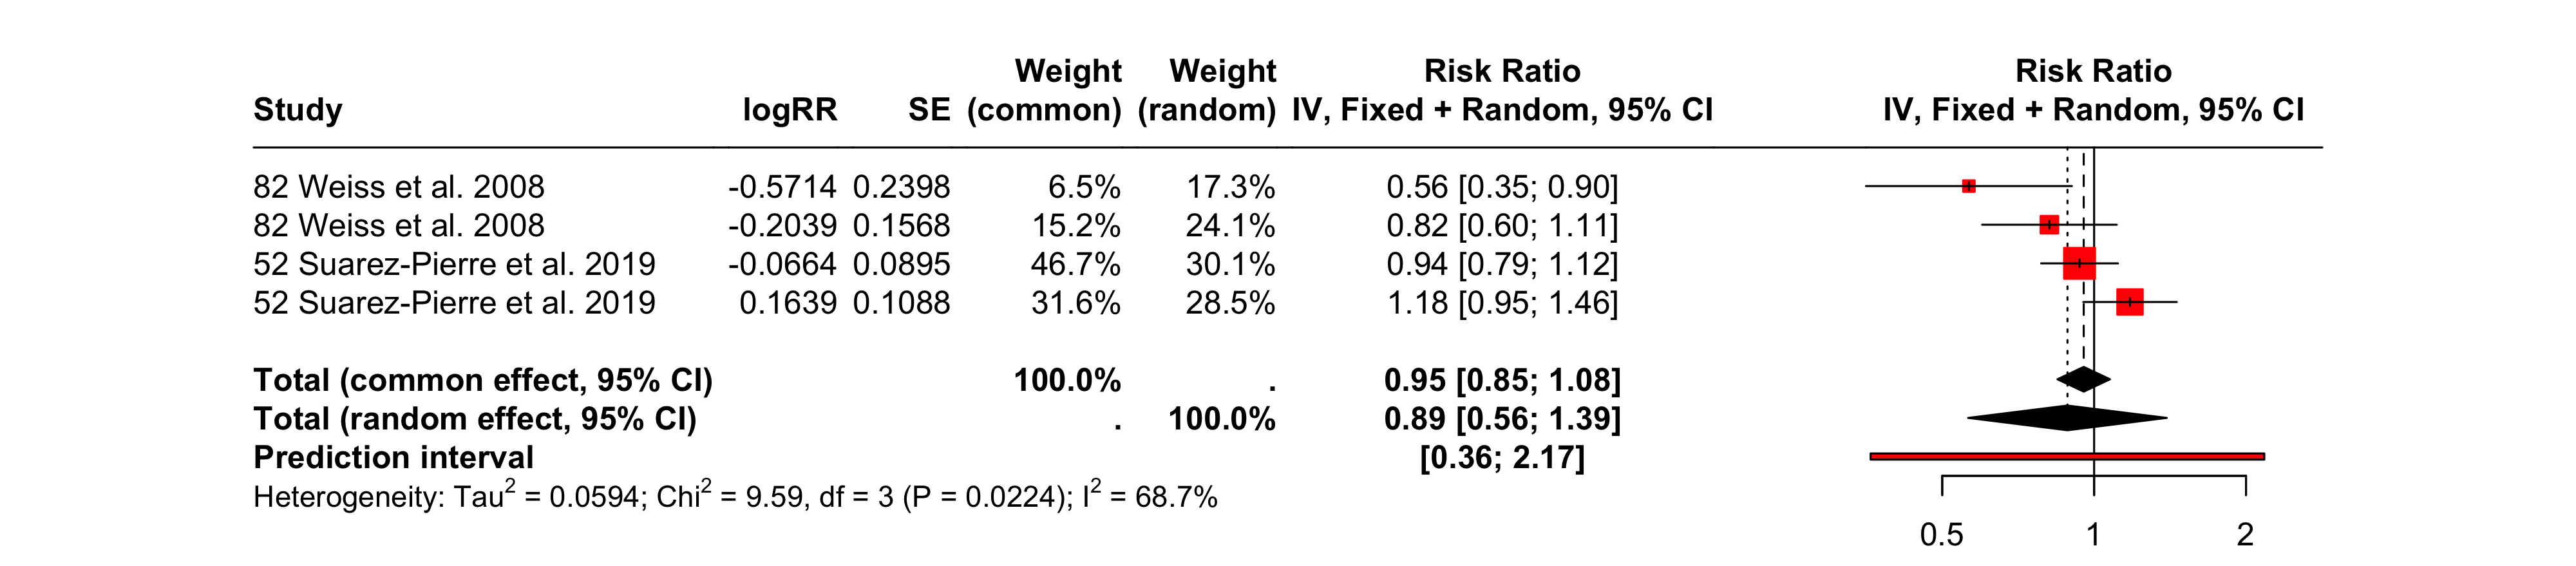 Weight Weight Risk Ratio Risk Ratio
Study logRR SE (common) (random) IV, Fixed + Random, 95% CI IV, Fixed + Random, 95% CI
82 Weiss et al. 2008 -0.5714 0.2398 6.5% 17.3% 0.56 [0.35; 0.90]
82 Weiss et al. 2008 -0.2039 0.1568 15.2% 24.1% 0.82 [0.60; 1.11]
52 Suarez-Pierre et al. 2019 -0.0664 0.0895 46.7% 30.1% 0.94 [0.79; 1.12]
52 Suarez-Pierre et al. 2019 0.1639 0.1088 31.6% 28.5% 1.18 [0.95; 1.46]
Total (common effect, 95% CI) 100.0% . 0.95 [0.85; 1.08]
Total (random effect, 95% CI) . 100.0% 0.89 [0.56; 1.39]
Prediction interval [0.36; 2.17]
Heterogeneity: Tau² = 0.0594; Chi² = 9.59, df = 3 (P = 0.0224); I² = 68.7%
0.5 1 2